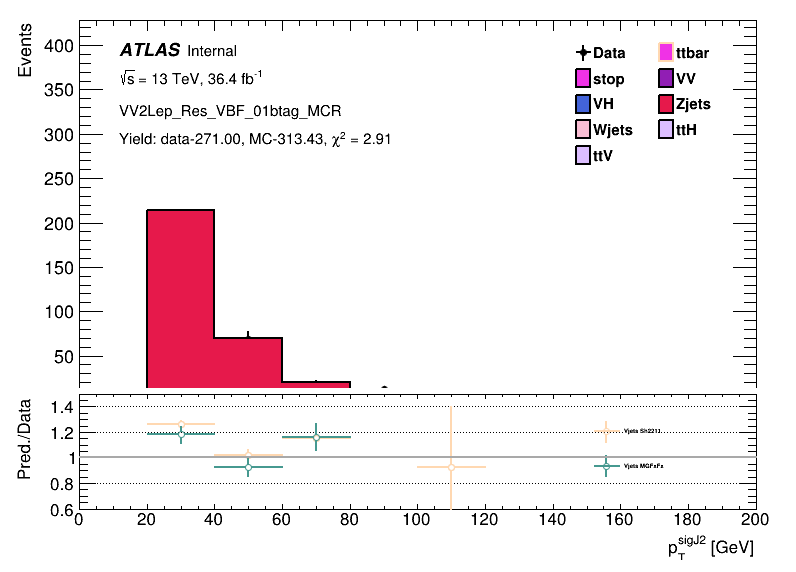 Events
400
350
300
250
200
150
100
50
ATLAS Internal
√s = 13 TeV, 36.4 fb⁻¹
VV2Lep_Res_VBF_01btag_MCR
Yield: data-271.00, MC-313.43, χ² = 2.91
Data
ttbar
stop
VV
VH
Zjets
Wjets
ttH
ttV
Pred./Data
1.4
1.2
1
0.8
0.6
Vjets Sh2211
Vjets MGFxFx
0 20 40 60 80 100 120 140 160 180 200
p_T^sigJ2 [GeV]